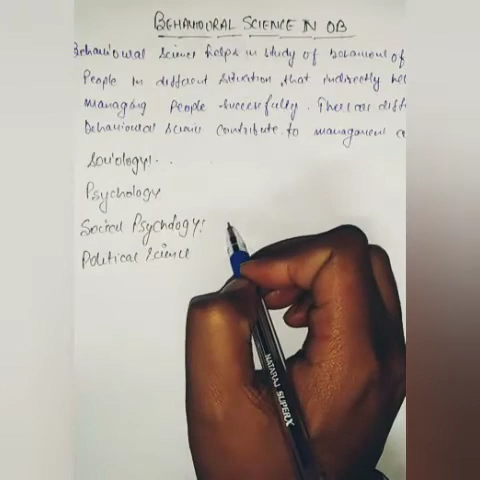 BEHAVIOURAL SCIENCE IN OB
Behavioural Science helps in study of behaviour of
People in different situation, that indirectly hel
managing People successfully. There are diff
Behavioural Science contribute to management a
Sociology:
Psychology
Social Psychology:
Political Science
NATARAJ SUPERX